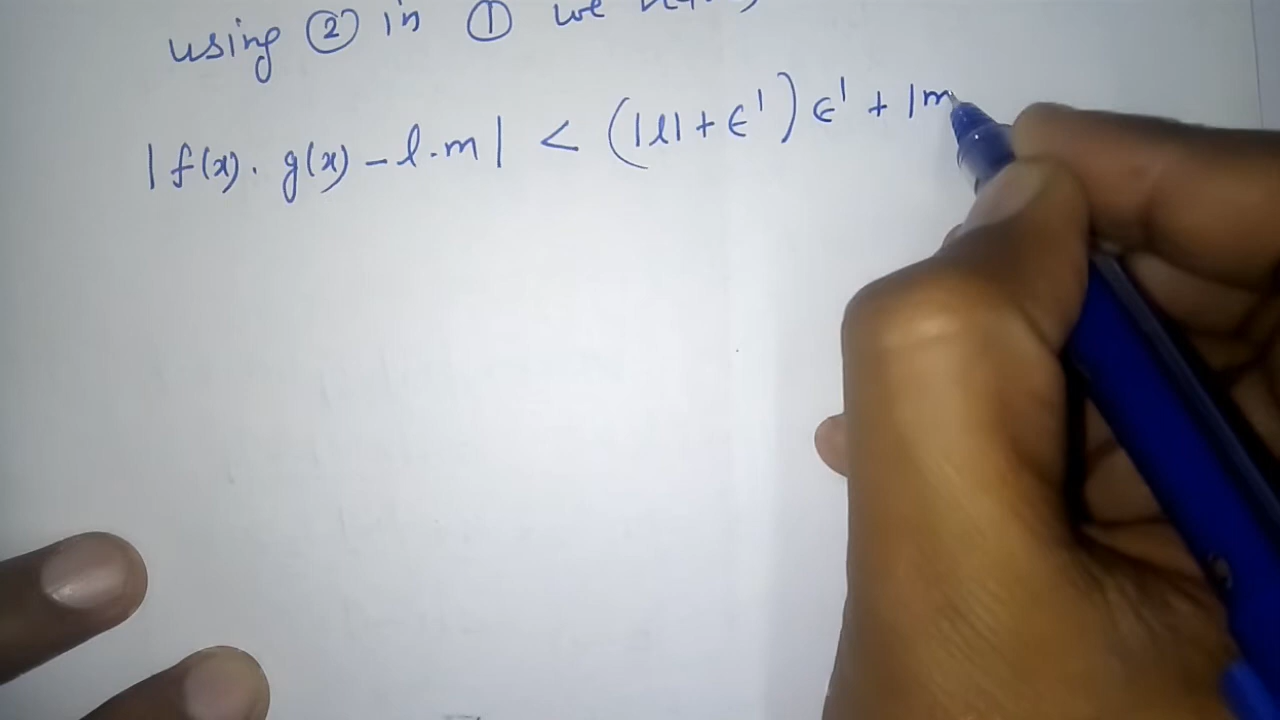 using ② in ① we
|f(x). g(x) - l.m| < (|l| + ϵ')ϵ' + |m